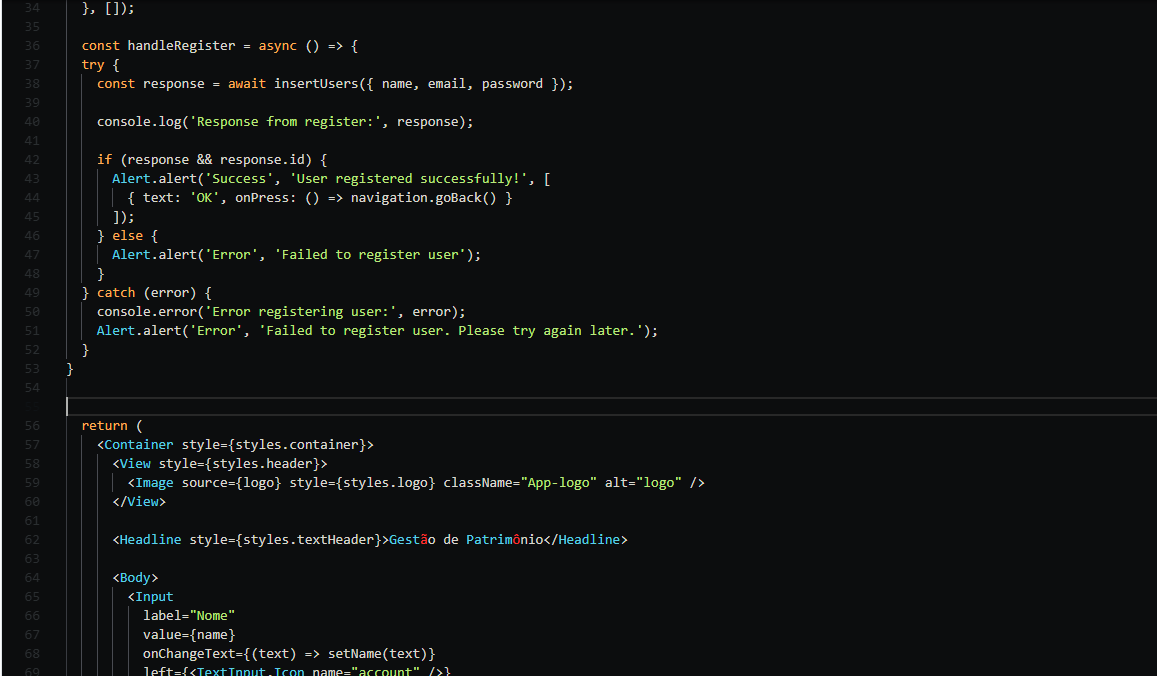 34 }, []);
35
36 const handleRegister = async () => {
37 try {
38 const response = await insertUsers({ name, email, password });
39
40 console.log('Response from register:', response);
41
42 if (response && response.id) {
43 Alert.alert('Success', 'User registered successfully!', [
44 { text: 'OK', onPress: () => navigation.goBack() }
45 ]);
46 } else {
47 Alert.alert('Error', 'Failed to register user');
48 }
49 } catch (error) {
50 console.error('Error registering user:', error);
51 Alert.alert('Error', 'Failed to register user. Please try again later.');
52 }
53 }
54
56 return (
57 <Container style={styles.container}>
58 <View style={styles.header}>
59 <Image source={logo} style={styles.logo} className="App-logo" alt="logo" />
60 </View>
61
62 <Headline style={styles.textHeader}>Gestão de Patrimônio</Headline>
63
64 <Body>
65 <Input
66 label="Nome"
67 value={name}
68 onChangeText={(text) => setName(text)}
69 left={<TextInput.Icon name="account" />}